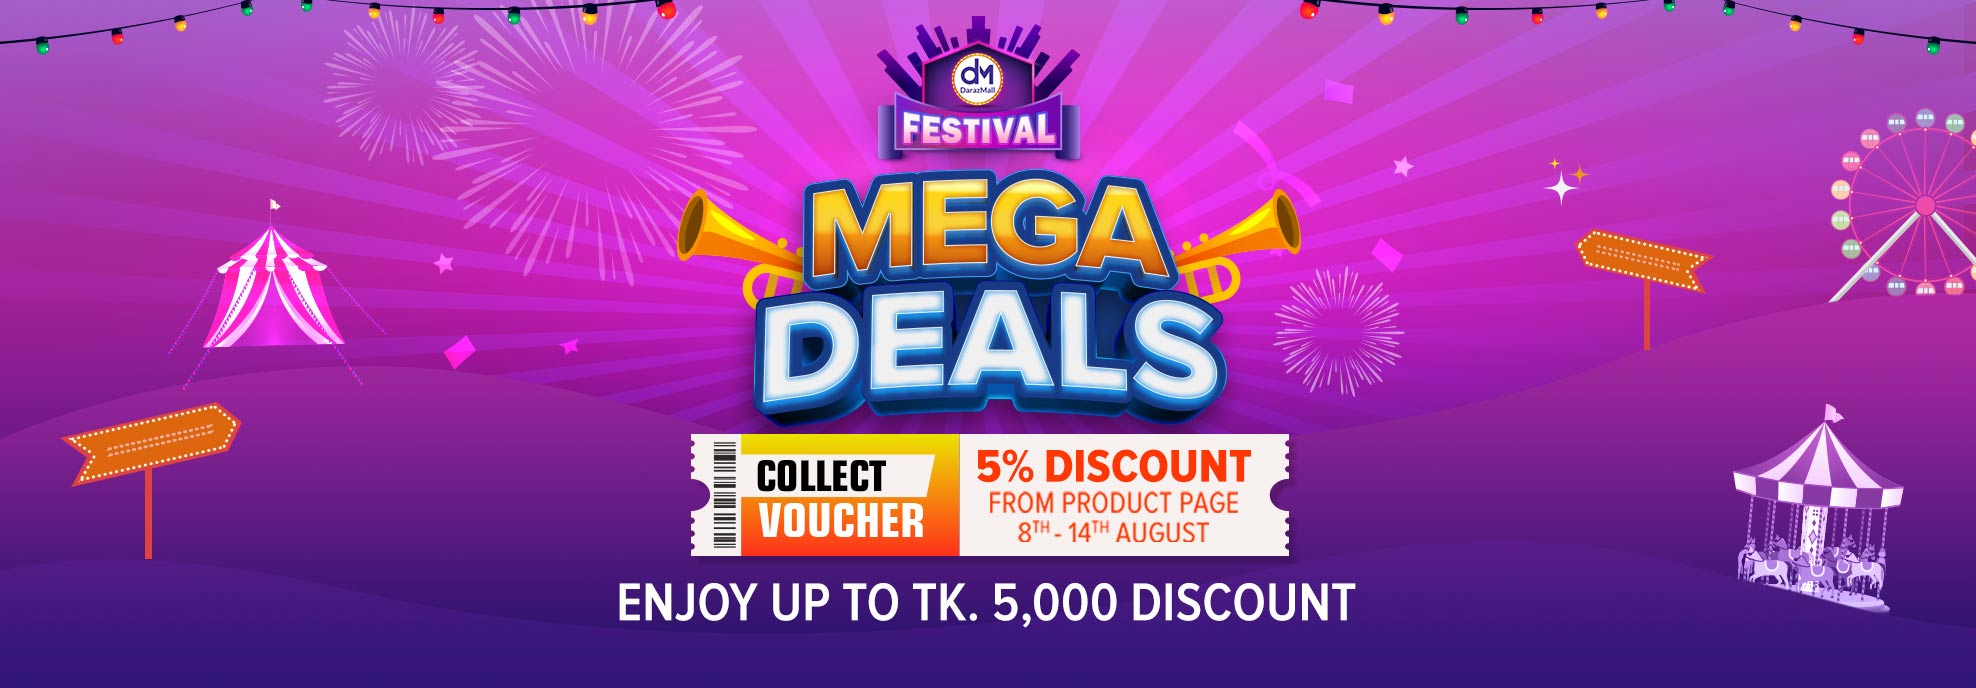 dM
DarazMall
FESTIVAL
MEGA
DEALS
COLLECT
VOUCHER
5% DISCOUNT
FROM PRODUCT PAGE
8TH - 14TH AUGUST
ENJOY UP TO TK. 5,000 DISCOUNT